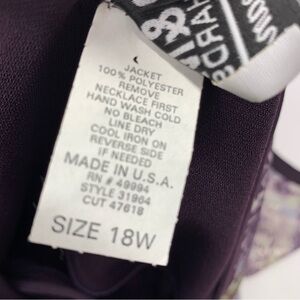 JACKET
100% POLYESTER
REMOVE
NECKLACE FIRST
HAND WASH COLD
NO BLEACH
LINE DRY
COOL IRON ON
REVERSE SIDE
IF NEEDED
MADE IN U.S.A.
RN # 49994
STYLE 31964
CUT 47618
SIZE 18W